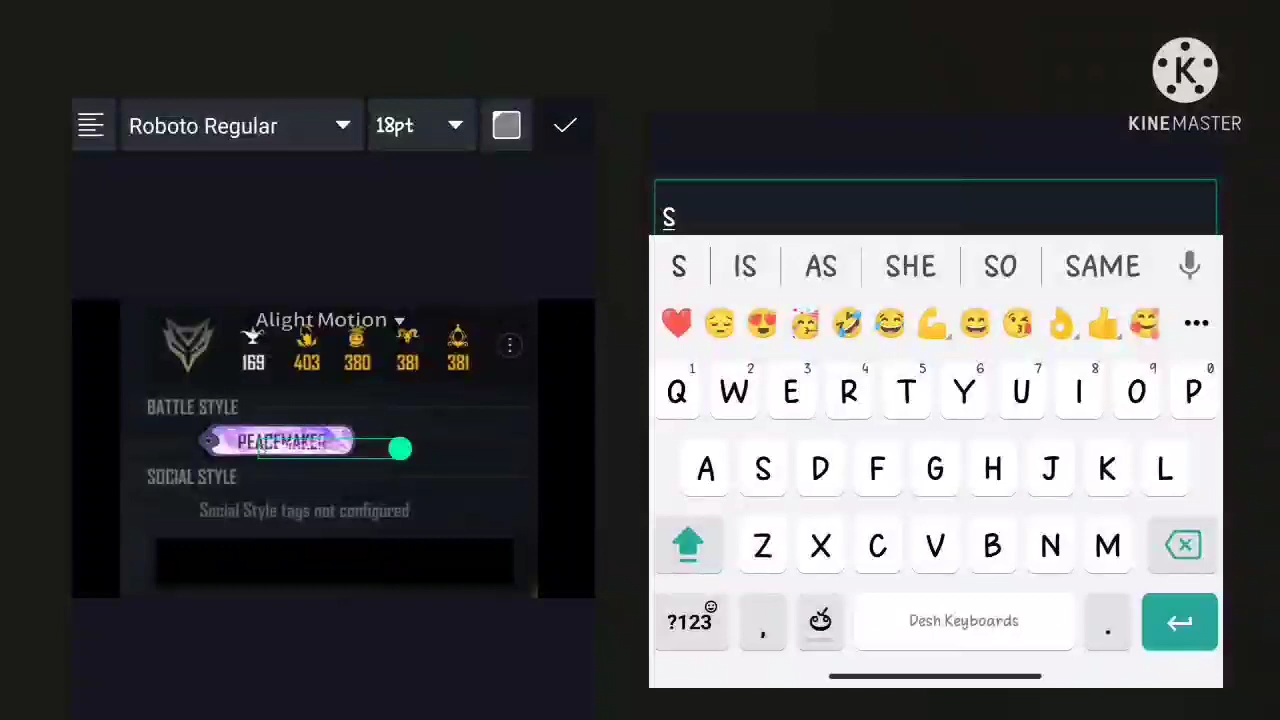 K
KINEMASTER
Roboto Regular
18pt
S
S IS AS SHE SO SAME
Alight Motion
169 403 380 381 381
BATTLE STYLE
PEACEMAKER
SOCIAL STYLE
Social Style tags not configured
1 2 3 4 5 6 7 8 9 0
Q W E R T Y U I O P
A S D F G H J K L
Z X C V B N M
?123 , Desh Keyboards .